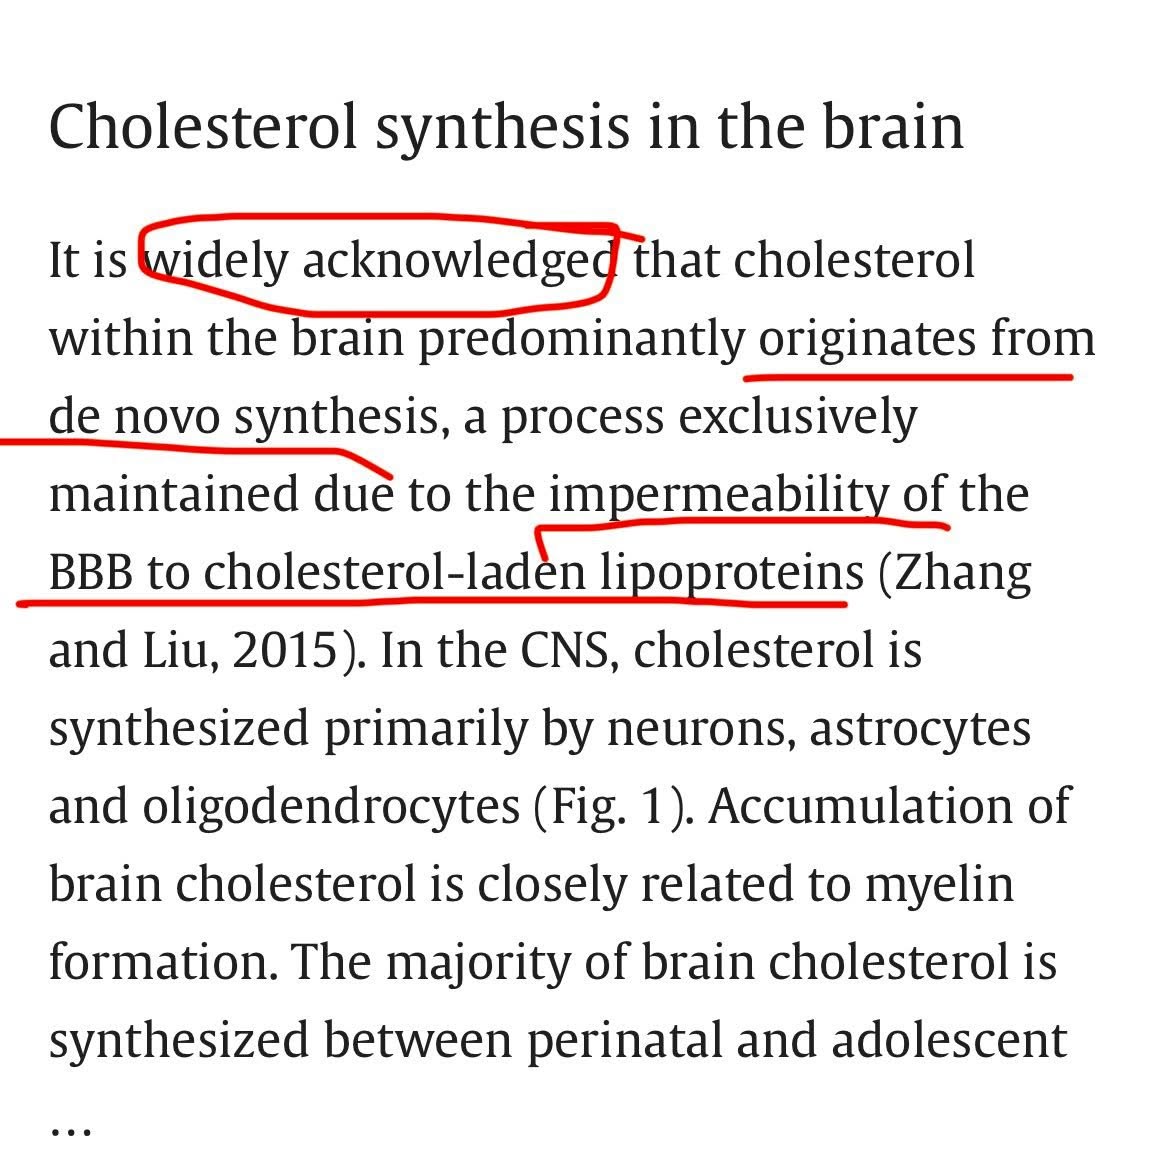 Cholesterol synthesis in the brain
It is widely acknowledged that cholesterol
within the brain predominantly originates from
de novo synthesis, a process exclusively
maintained due to the impermeability of the
BBB to cholesterol-laden lipoproteins (Zhang
and Liu, 2015). In the CNS, cholesterol is
synthesized primarily by neurons, astrocytes
and oligodendrocytes (Fig. 1). Accumulation of
brain cholesterol is closely related to myelin
formation. The majority of brain cholesterol is
synthesized between perinatal and adolescent
…